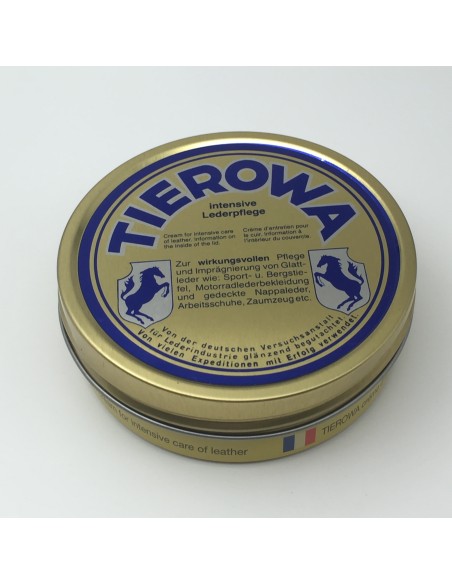 TIEROWA
intensive
Lederpflege
Cream for Intensive care
of leather. Information on
the inside of the lid.
Crème d'entretien pour
le cuir. Information à
l'intérieur du couvercle
Zur wirkungsvollen Pflege
und Imprägnierung von Glatt-
leder wie: Sport- u. Bergstie-
fel, Motorradlederbekleidung
und gedeckte Nappaleder,
Arbeitsschuhe, Zaumzeug etc.
Von der deutschen Versuchsanstalt
für Lederindustrie glänzend begutachtet.
Von vielen Expeditionen mit Erfolg verwendet.
for intensive care of leather
TIEROWA